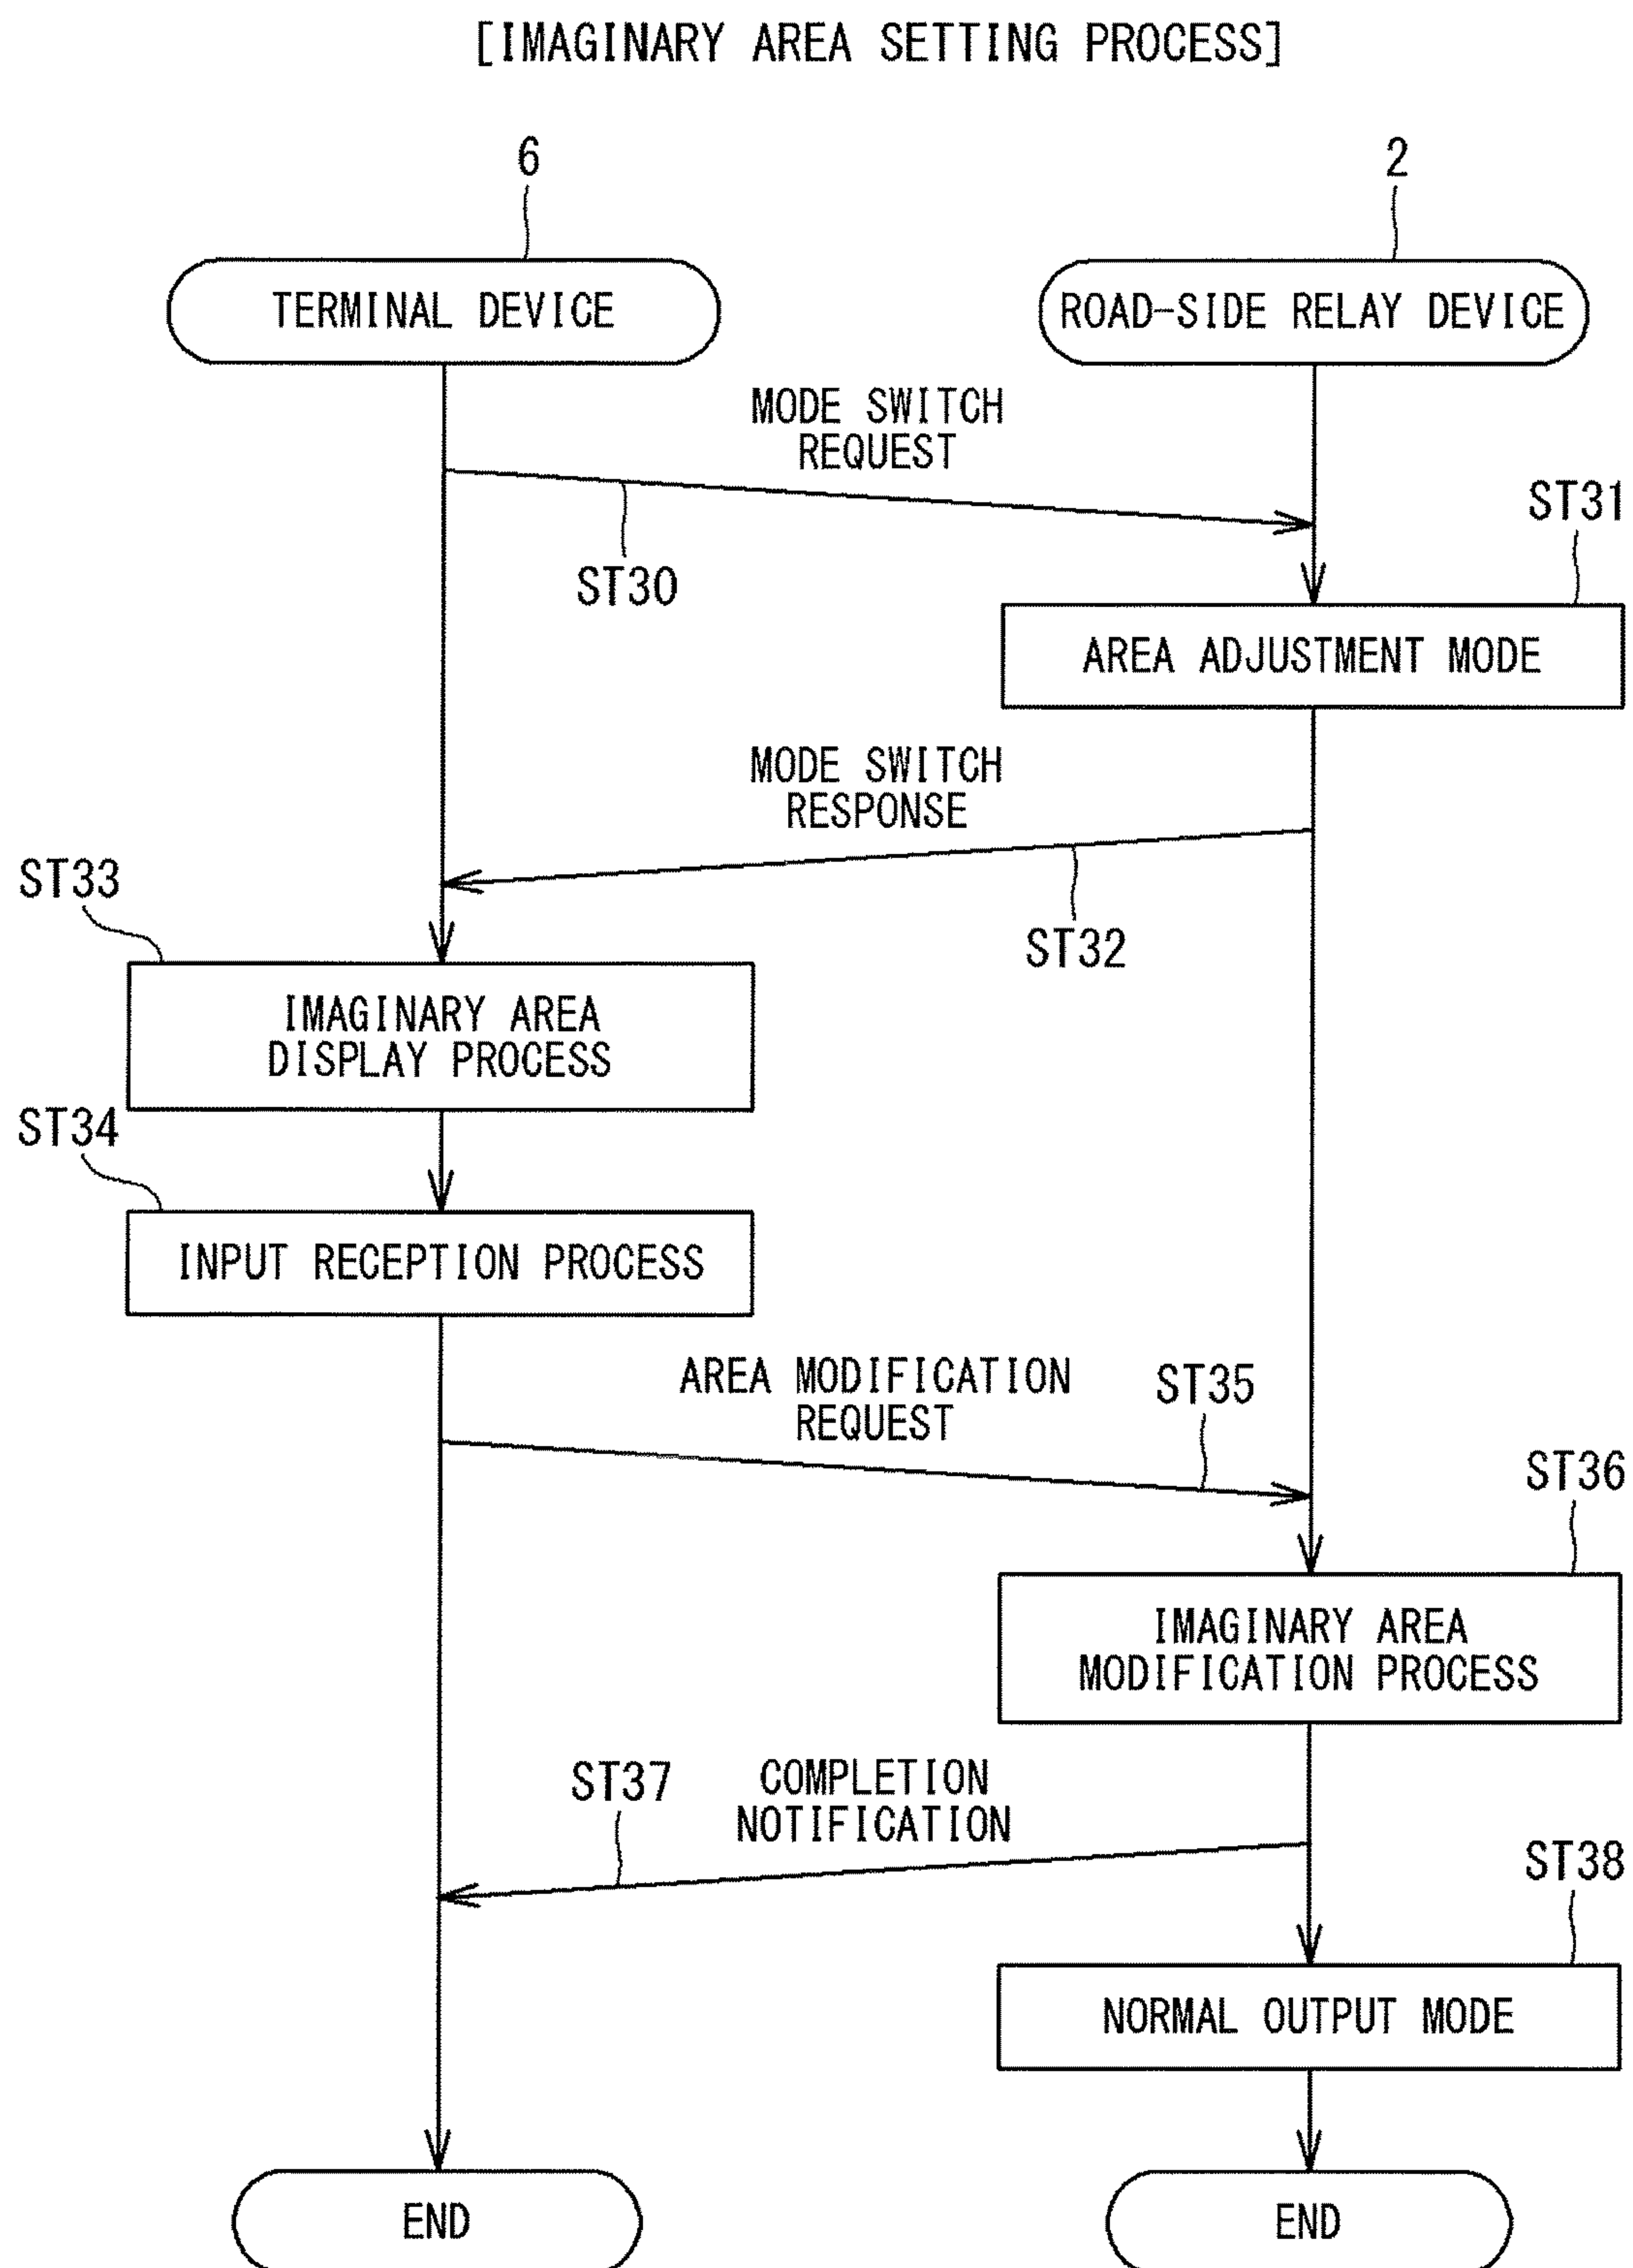 [IMAGINARY AREA SETTING PROCESS]
6
2
TERMINAL DEVICE
ROAD-SIDE RELAY DEVICE
MODE SWITCH
REQUEST
ST30
ST31
AREA ADJUSTMENT MODE
MODE SWITCH
RESPONSE
ST32
ST33
IMAGINARY AREA
DISPLAY PROCESS
ST34
INPUT RECEPTION PROCESS
AREA MODIFICATION
REQUEST
ST35
ST36
IMAGINARY AREA
MODIFICATION PROCESS
ST37
COMPLETION
NOTIFICATION
ST38
NORMAL OUTPUT MODE
END
END